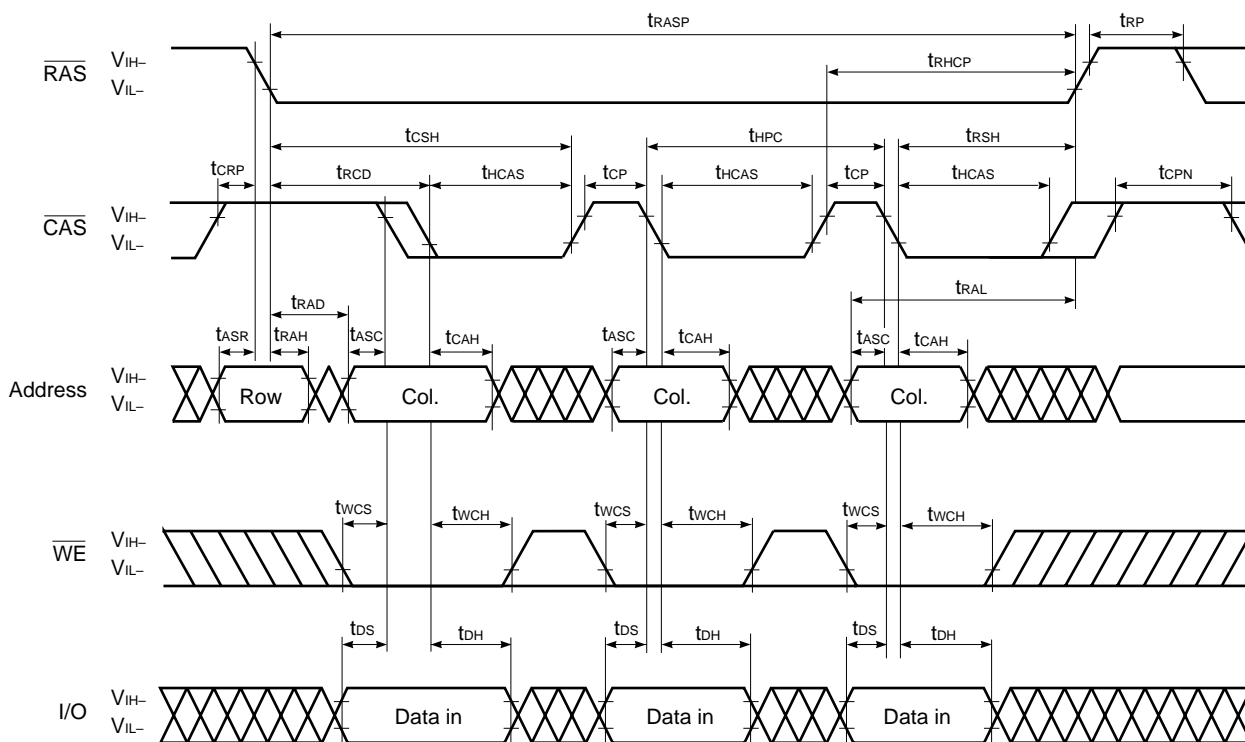 tRASP
tRP
RAS
VIH–
VIL–
tRHCP
tCSH
tHPC
tRSH
tCRP
tRCD
tHCAS
tCP
tHCAS
tCP
tHCAS
tCPN
CAS
VIH–
VIL–
tRAD
tRAL
tASR
tRAH
tASC
tCAH
tASC
tCAH
tASC
tCAH
Address
VIH–
VIL–
Row
Col.
Col.
Col.
tWCS
tWCH
tWCS
tWCH
tWCS
tWCH
WE
VIH–
VIL–
tDS
tDH
tDS
tDH
tDS
tDH
I/O
VIH–
VIL–
Data in
Data in
Data in